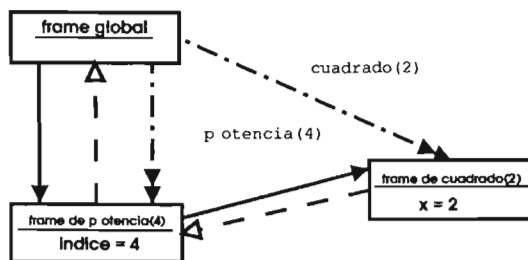 frame global
cuadrado(2)
p otencia(4)
frame de cuadrado(2)
x = 2
frame de p otencia(4)
indice = 4